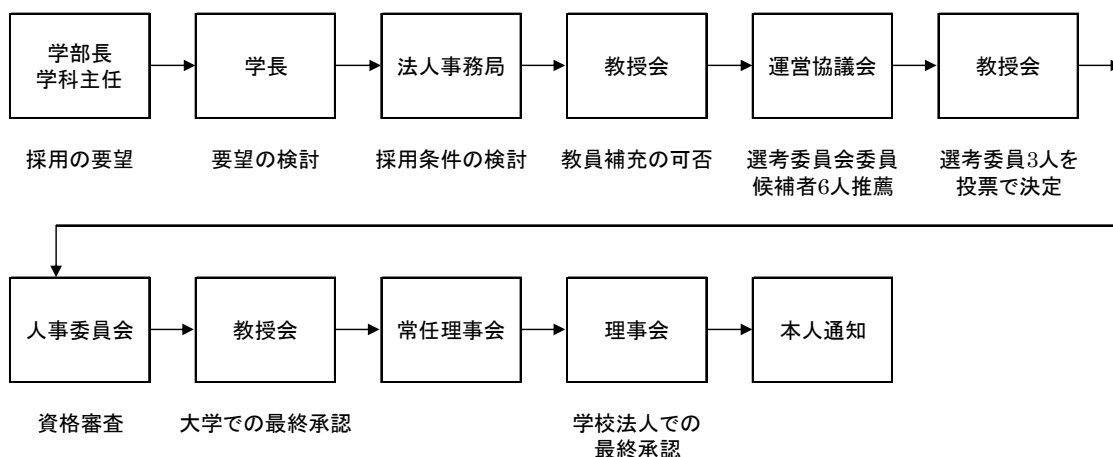 学部長
学科主任
学長
法人事務局
教授会
運営協議会
教授会
採用の要望
要望の検討
採用条件の検討
教員補充の可否
選考委員会委員
候補者6人推薦
選考委員3人を
投票で決定
人事委員会
教授会
常任理事会
理事会
本人通知
資格審査
大学での最終承認
学校法人での
最終承認